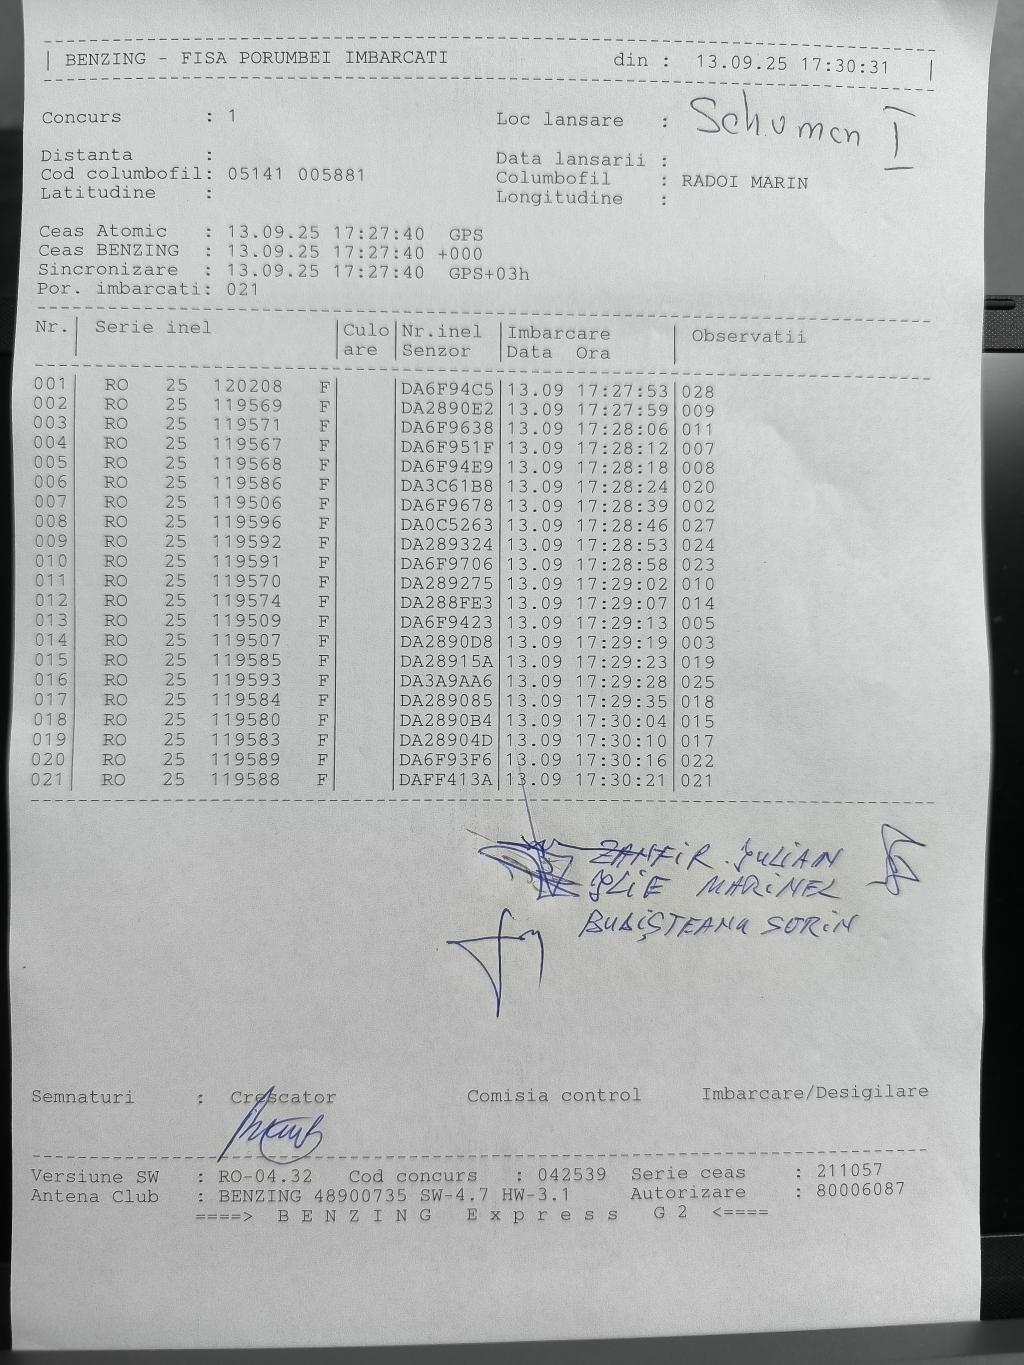 BENZING - FISA PORUMBEI IMBARCATI din : 13.09.25 17:30:31
Concurs : 1 Loc lansare : Schumen I
Distanta : Data lansarii :
Cod columbofil: 05141 005881 Columbofil : RADOI MARIN
Latitudine : Longitudine :
Ceas Atomic : 13.09.25 17:27:40 GPS
Ceas BENZING : 13.09.25 17:27:40 +000
Sincronizare : 13.09.25 17:27:40 GPS+03h
Por. imbarcati: 021
Nr. Serie inel Culo Nr.inel Imbarcare Observatii
are Senzor Data Ora
001 RO 25 120208 F DA6F94C5 13.09 17:27:53 028
002 RO 25 119569 F DA2890E2 13.09 17:27:59 009
003 RO 25 119571 F DA6F9638 13.09 17:28:06 011
004 RO 25 119567 F DA6F951F 13.09 17:28:12 007
005 RO 25 119568 F DA6F94E9 13.09 17:28:18 008
006 RO 25 119586 F DA3C61B8 13.09 17:28:24 020
007 RO 25 119506 F DA6F9678 13.09 17:28:39 002
008 RO 25 119596 F DA0C5263 13.09 17:28:46 027
009 RO 25 119592 F DA289324 13.09 17:28:53 024
010 RO 25 119591 F DA6F9706 13.09 17:28:58 023
011 RO 25 119570 F DA289275 13.09 17:29:02 010
012 RO 25 119574 F DA288FE3 13.09 17:29:07 014
013 RO 25 119509 F DA6F9423 13.09 17:29:13 005
014 RO 25 119507 F DA2890D8 13.09 17:29:19 003
015 RO 25 119585 F DA28915A 13.09 17:29:23 019
016 RO 25 119593 F DA3A9AA6 13.09 17:29:28 025
017 RO 25 119584 F DA289085 13.09 17:29:35 018
018 RO 25 119580 F DA2890B4 13.09 17:30:04 015
019 RO 25 119583 F DA28904D 13.09 17:30:10 017
020 RO 25 119589 F DA6F93F6 13.09 17:30:16 022
021 RO 25 119588 F DAFF413A 13.09 17:30:21 021
ZAMFIR JULIAN
JLIE MARINEL
BUDIŞTEANU SORIN
Semnaturi : Crescator Comisia control Imbarcare/Desigilare
Versiune SW : RO-04.32 Cod concurs : 042539 Serie ceas : 211057
Antena Club : BENZING 48900735 SW-4.7 HW-3.1 Autorizare : 80006087
====> B E N Z I N G E x p r e s s G 2 <====